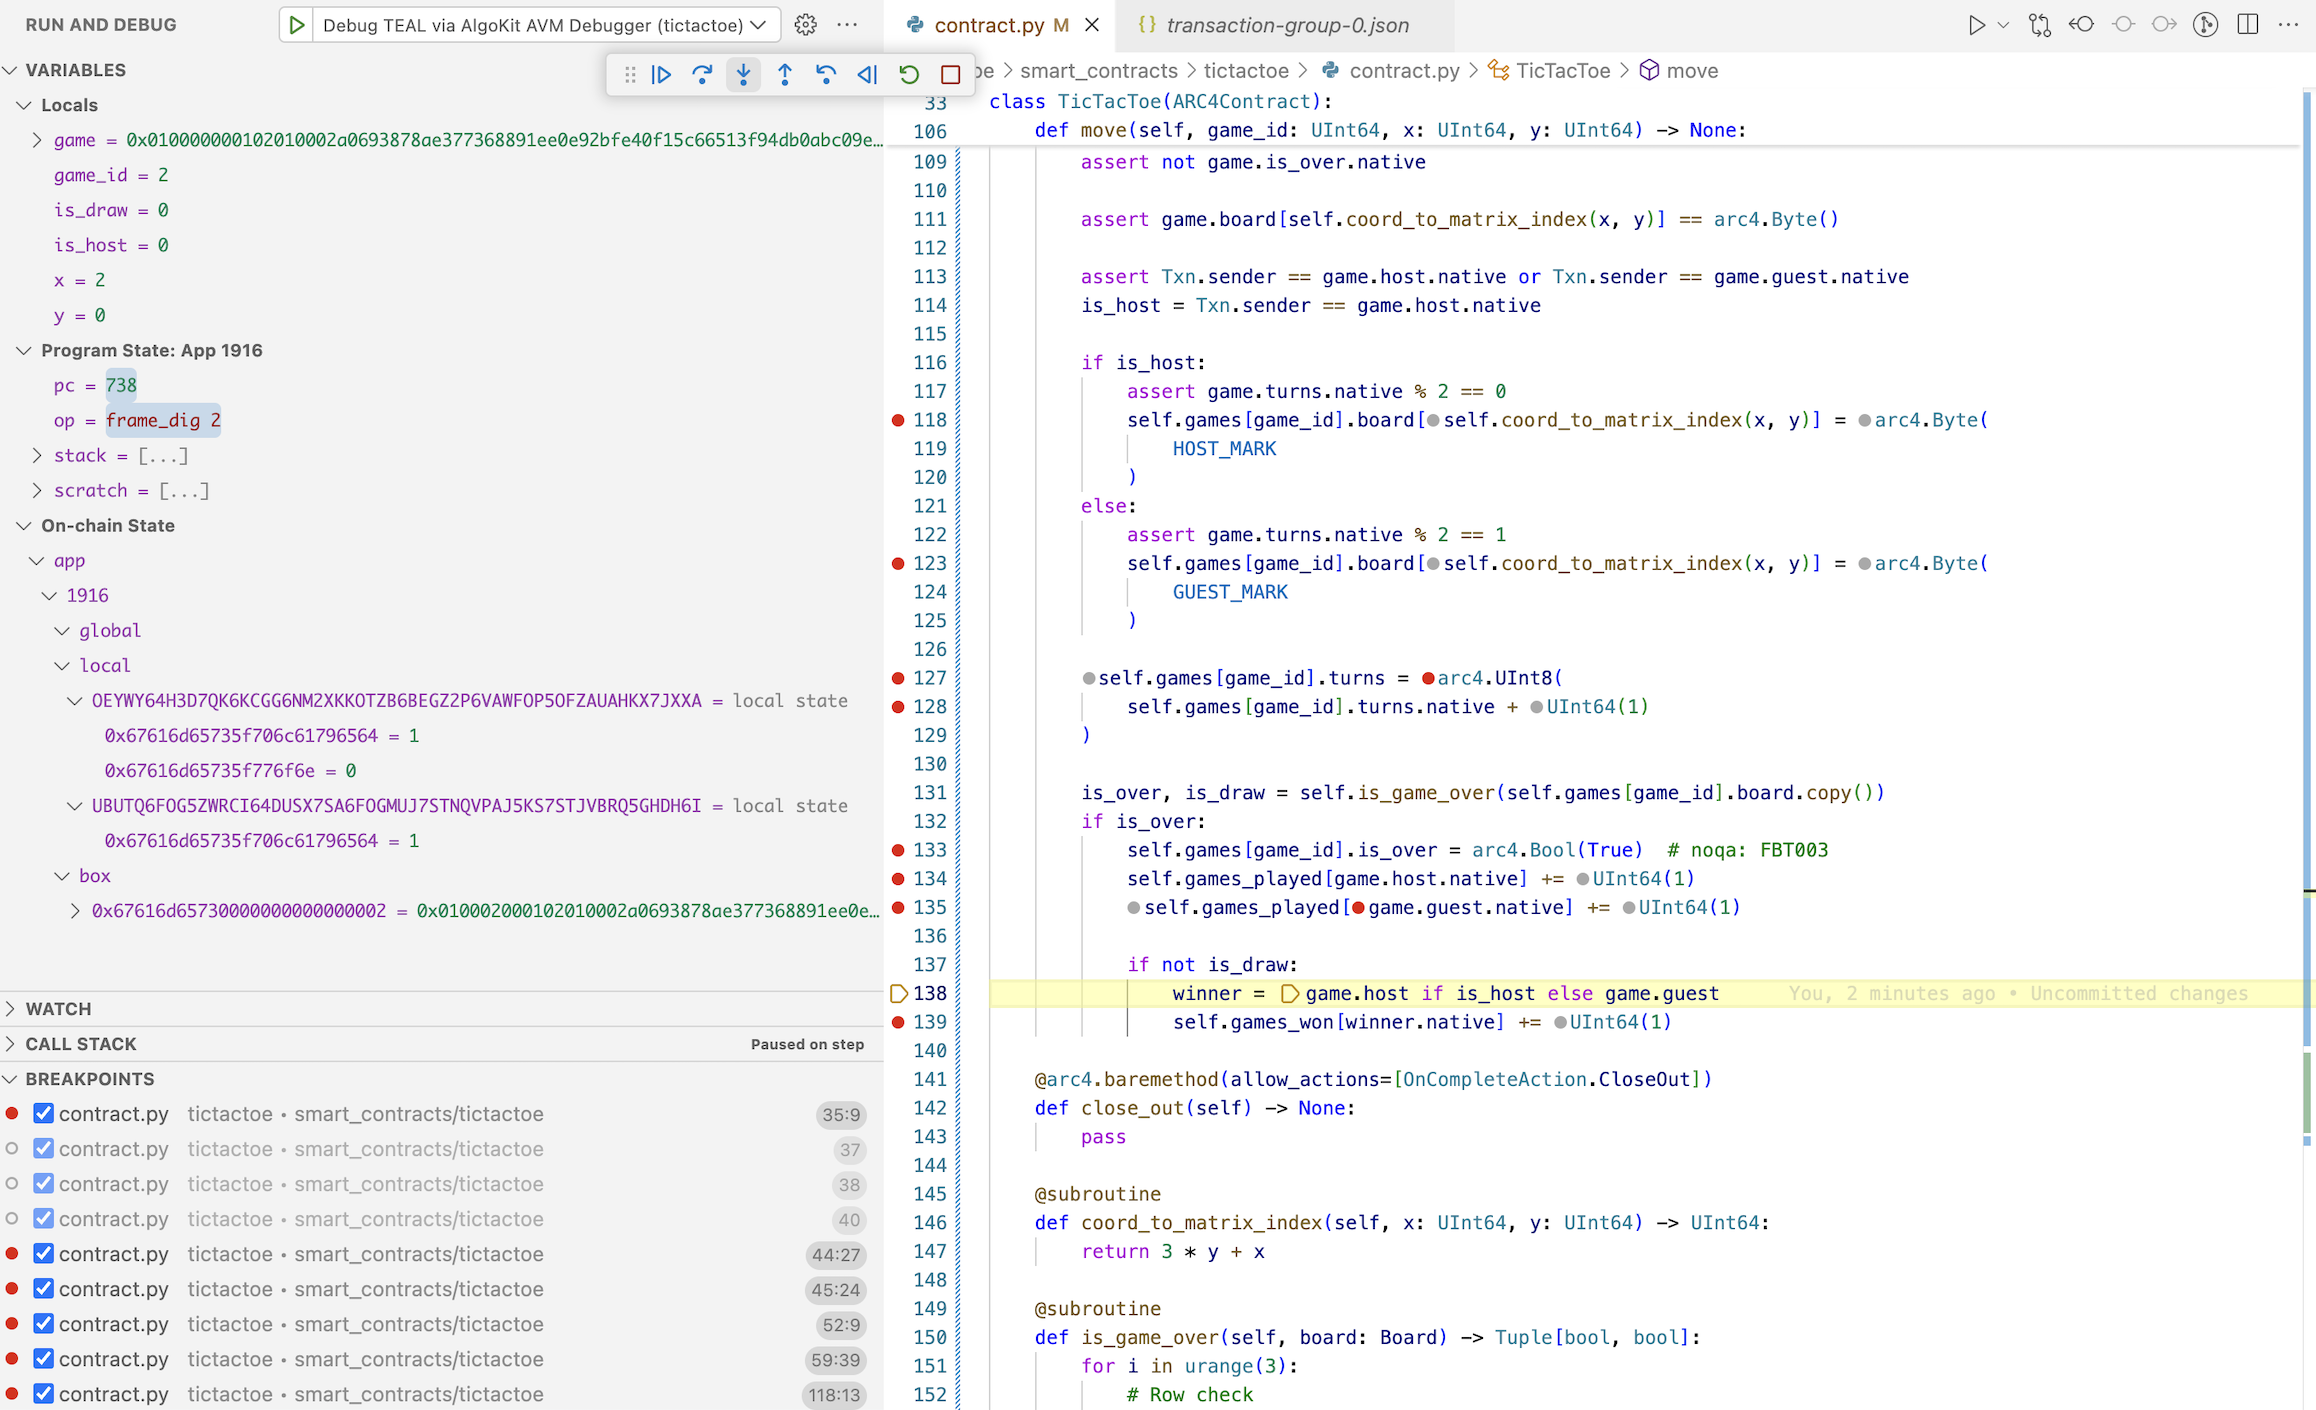 RUN AND DEBUG
Debug TEAL via AlgoKit AVM Debugger (tictactoe)
VARIABLES
Locals
game = 0x010000000102010002a0693878ae377368891ee0e92bfe40f15c66513f94db0abc09e…
game_id = 2
is_draw = 0
is_host = 0
x = 2
y = 0
Program State: App 1916
pc = 738
op = frame_dig 2
stack = [...]
scratch = [...]
On-chain State
app
1916
global
local
OEYWY64H3D7QK6KCGG6NM2XKKOTZB6BEGZ2P6VAWFOP5OFZAUAHKX7JXXA = local state
0x67616d65735f706c61796564 = 1
0x67616d65735f776f6e = 0
UBUTQ6FOG5ZWRCI64DUSX7SA6FOGMUJ7STNQVPAJ5KS7STJVBRQ5GHDH6I = local state
0x67616d65735f706c61796564 = 1
box
0x67616d65730000000000000002 = 0x010002000102010002a0693878ae377368891ee0e…
WATCH
CALL STACK Paused on step
BREAKPOINTS
contract.py tictactoe • smart_contracts/tictactoe 35:9
contract.py tictactoe • smart_contracts/tictactoe 37
contract.py tictactoe • smart_contracts/tictactoe 38
contract.py tictactoe • smart_contracts/tictactoe 40
contract.py tictactoe • smart_contracts/tictactoe 44:27
contract.py tictactoe • smart_contracts/tictactoe 45:24
contract.py tictactoe • smart_contracts/tictactoe 52:9
contract.py tictactoe • smart_contracts/tictactoe 59:39
contract.py tictactoe • smart_contracts/tictactoe 118:13
contract.py M {} transaction-group-0.json
oe > smart_contracts > tictactoe > contract.py > TicTacToe > move
33 class TicTacToe(ARC4Contract):
106 def move(self, game_id: UInt64, x: UInt64, y: UInt64) -> None:
109 assert not game.is_over.native
110
111 assert game.board[self.coord_to_matrix_index(x, y)] == arc4.Byte()
112
113 assert Txn.sender == game.host.native or Txn.sender == game.guest.native
114 is_host = Txn.sender == game.host.native
115
116 if is_host:
117 assert game.turns.native % 2 == 0
118 self.games[game_id].board[self.coord_to_matrix_index(x, y)] = arc4.Byte(
119 HOST_MARK
120 )
121 else:
122 assert game.turns.native % 2 == 1
123 self.games[game_id].board[self.coord_to_matrix_index(x, y)] = arc4.Byte(
124 GUEST_MARK
125 )
126
127 self.games[game_id].turns = arc4.UInt8(
128 self.games[game_id].turns.native + UInt64(1)
129 )
130
131 is_over, is_draw = self.is_game_over(self.games[game_id].board.copy())
132 if is_over:
133 self.games[game_id].is_over = arc4.Bool(True) # noqa: FBT003
134 self.games_played[game.host.native] += UInt64(1)
135 self.games_played[game.guest.native] += UInt64(1)
136
137 if not is_draw:
138 winner = game.host if is_host else game.guest You, 2 minutes ago • Uncommitted changes
139 self.games_won[winner.native] += UInt64(1)
140
141 @arc4.baremethod(allow_actions=[OnCompleteAction.CloseOut])
142 def close_out(self) -> None:
143 pass
144
145 @subroutine
146 def coord_to_matrix_index(self, x: UInt64, y: UInt64) -> UInt64:
147 return 3 * y + x
148
149 @subroutine
150 def is_game_over(self, board: Board) -> Tuple[bool, bool]:
151 for i in urange(3):
152 # Row check